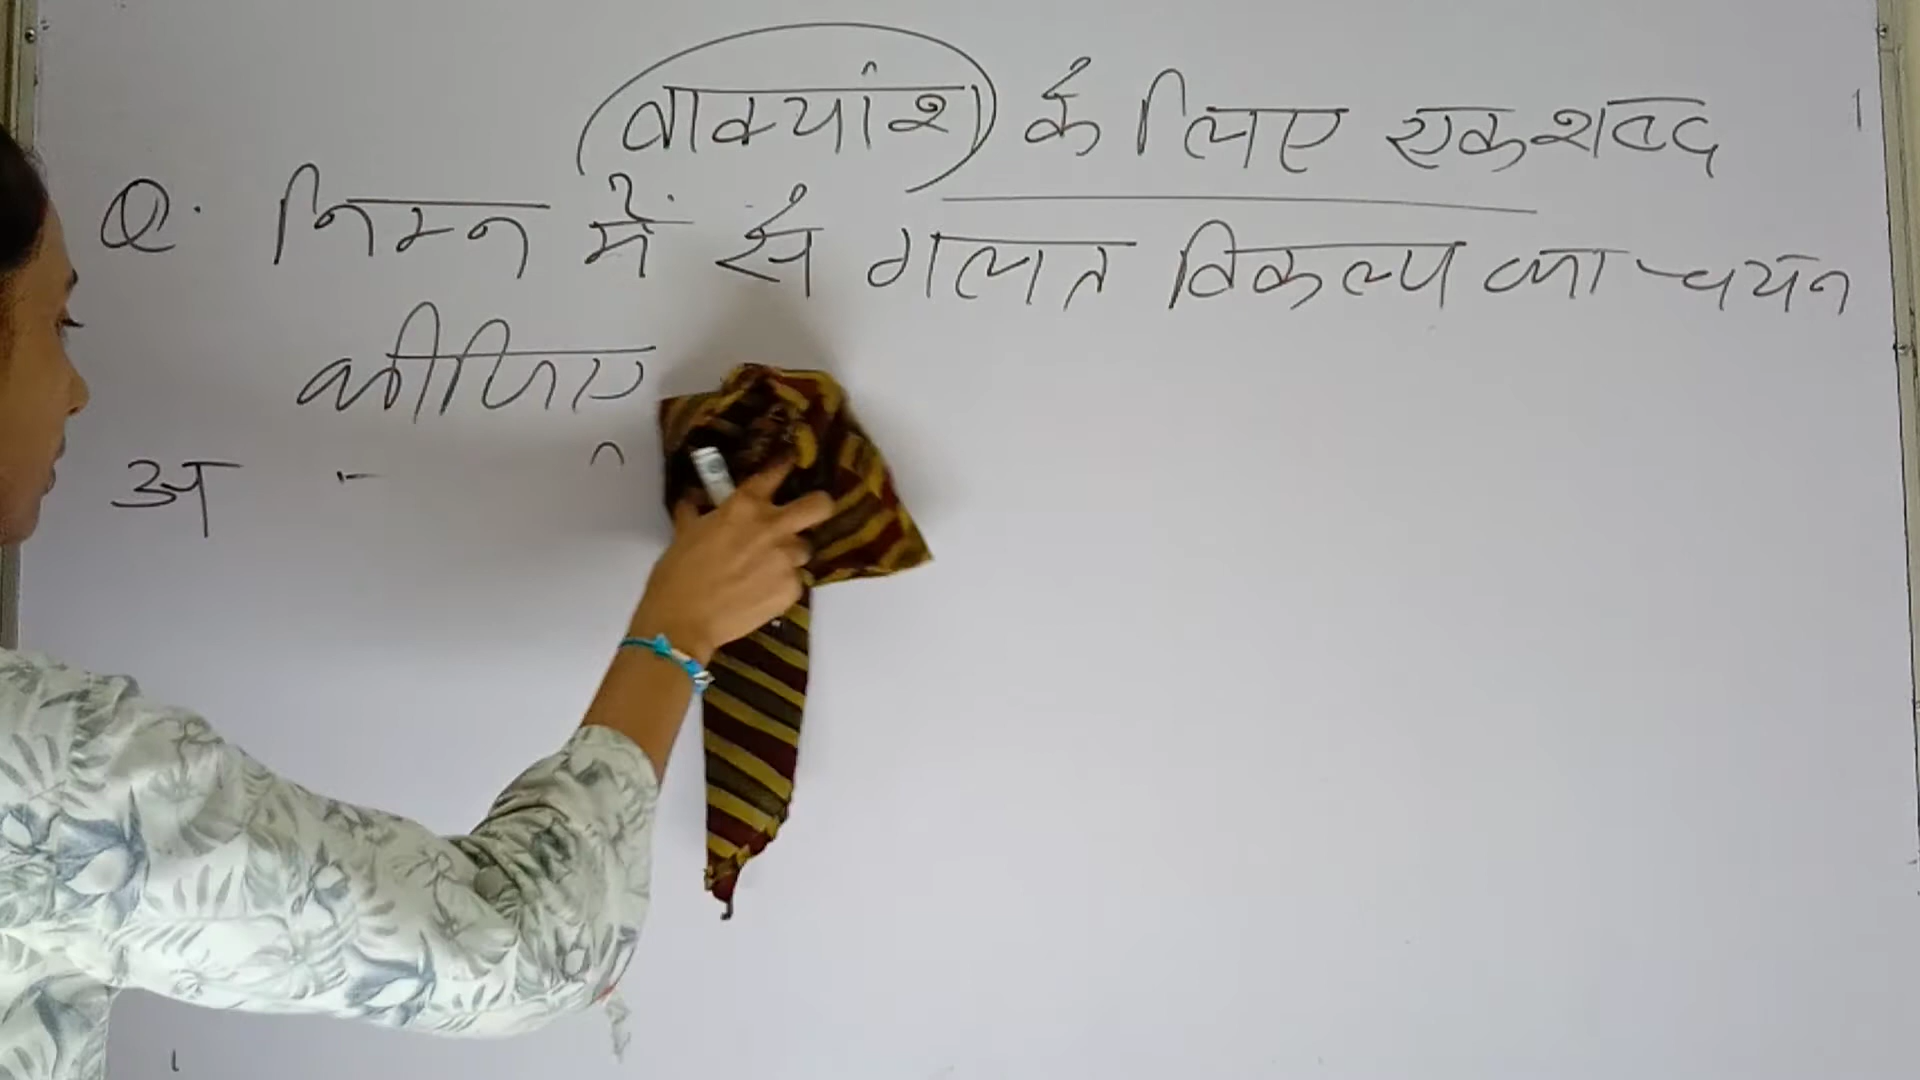 वाक्यांश के लिए एक शब्द
Q. निम्न में से गलत विकल्प का चयन
कीजिए
अ